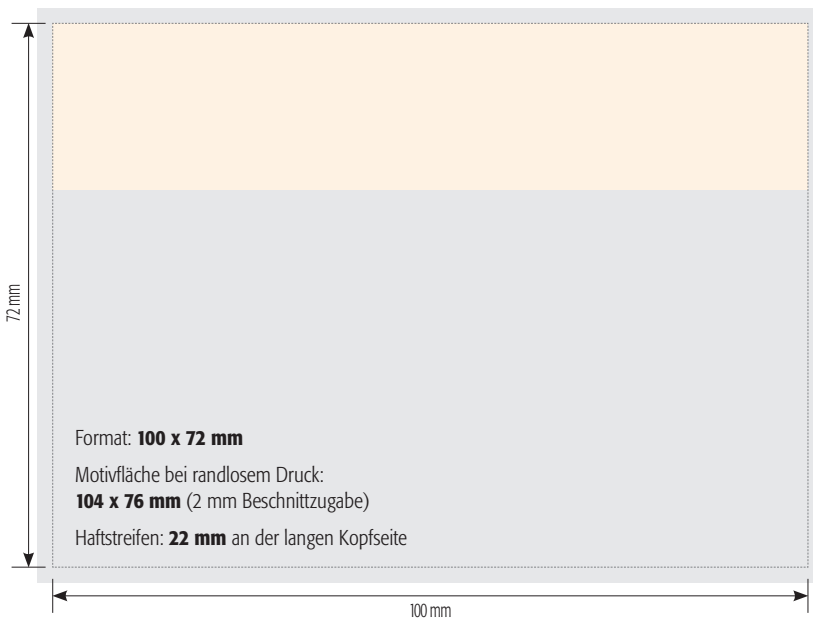 72 mm
Format: 100 x 72 mm
Motivfläche bei randlosem Druck:
104 x 76 mm (2 mm Beschnittzugabe)
Haftstreifen: 22 mm an der langen Kopfseite
100 mm